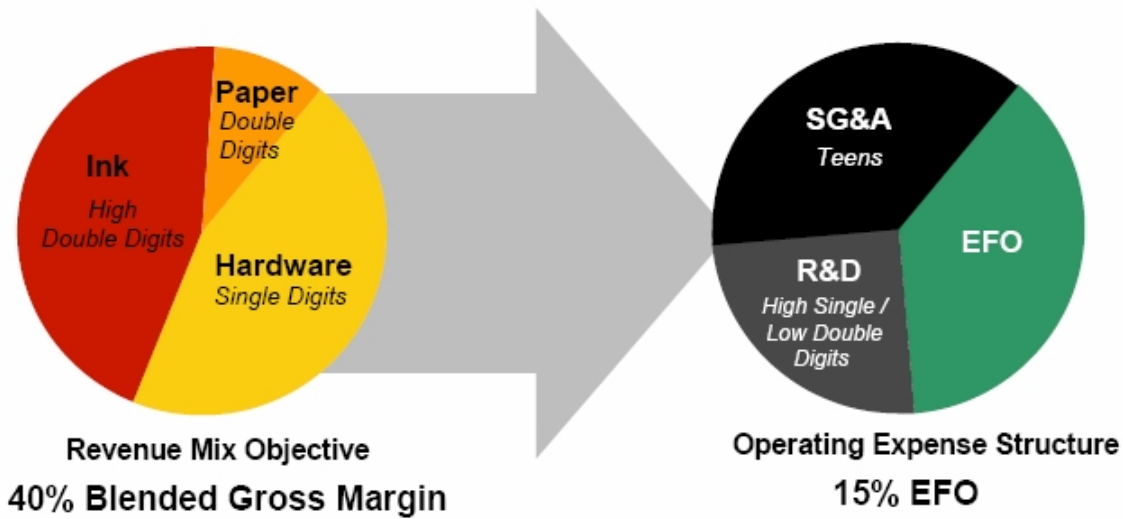 Paper
Double
Digits
Ink
High
Double Digits
Hardware
Single Digits
Revenue Mix Objective
40% Blended Gross Margin
SG&A
Teens
EFO
R&D
High Single /
Low Double
Digits
Operating Expense Structure
15% EFO